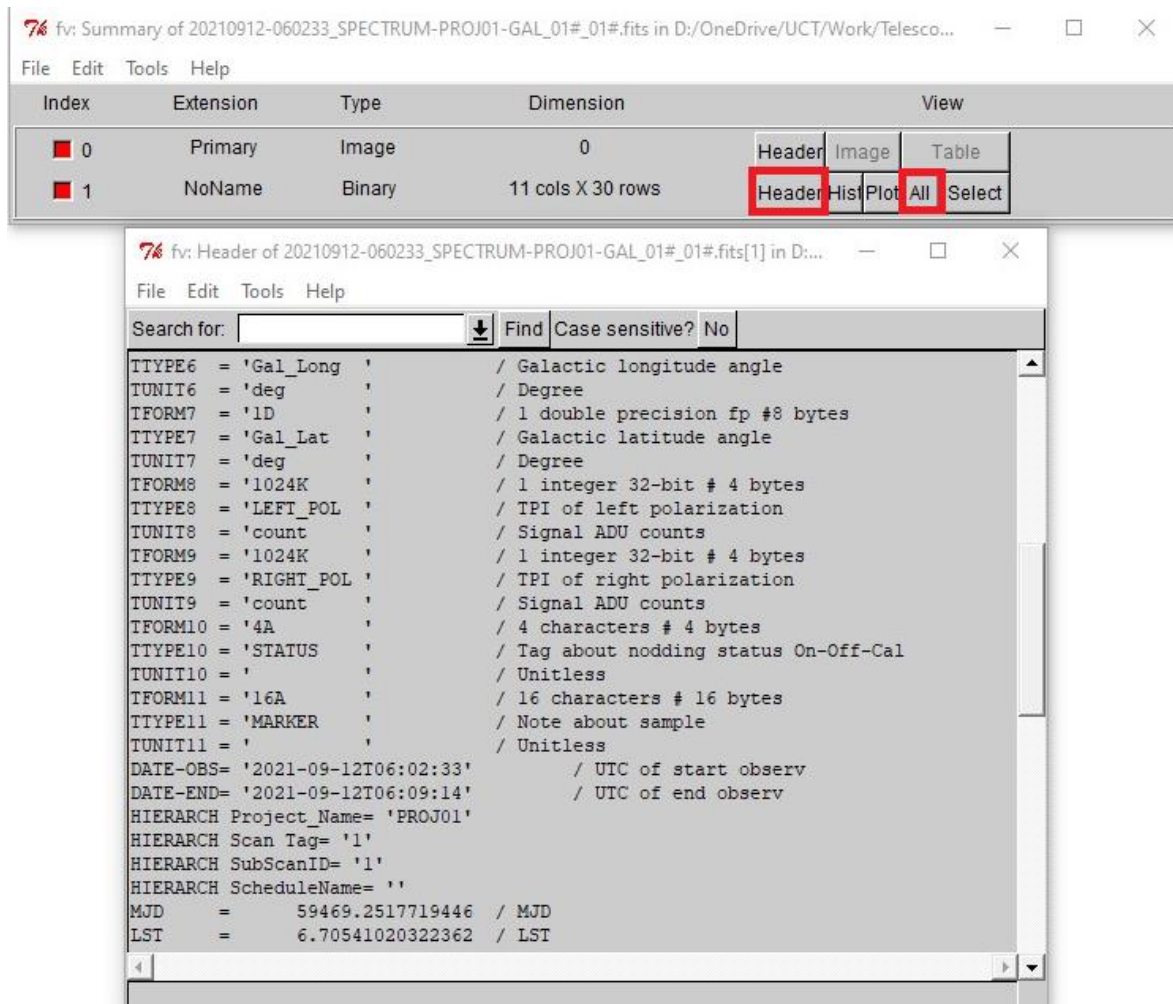 fv: Summary of 20210912-060233_SPECTRUM-PROJ01-GAL_01#_01#.fits in D:/OneDrive/UCT/Work/Telesco...
File Edit Tools Help
Index Extension Type Dimension View
0 Primary Image 0 Header Image Table
1 NoName Binary 11 cols X 30 rows Header Hist Plot All Select
fv: Header of 20210912-060233_SPECTRUM-PROJ01-GAL_01#_01#.fits[1] in D:...
File Edit Tools Help
Search for: Find Case sensitive? No
TTYPE6 = 'Gal_Long ' / Galactic longitude angle
TUNIT6 = 'deg ' / Degree
TFORM7 = '1D ' / 1 double precision fp #8 bytes
TTYPE7 = 'Gal_Lat ' / Galactic latitude angle
TUNIT7 = 'deg ' / Degree
TFORM8 = '1024K ' / 1 integer 32-bit # 4 bytes
TTYPE8 = 'LEFT_POL ' / TPI of left polarization
TUNIT8 = 'count ' / Signal ADU counts
TFORM9 = '1024K ' / 1 integer 32-bit # 4 bytes
TTYPE9 = 'RIGHT_POL ' / TPI of right polarization
TUNIT9 = 'count ' / Signal ADU counts
TFORM10 = '4A ' / 4 characters # 4 bytes
TTYPE10 = 'STATUS ' / Tag about nodding status On-Off-Cal
TUNIT10 = ' ' / Unitless
TFORM11 = '16A ' / 16 characters # 16 bytes
TTYPE11 = 'MARKER ' / Note about sample
TUNIT11 = ' ' / Unitless
DATE-OBS= '2021-09-12T06:02:33' / UTC of start observ
DATE-END= '2021-09-12T06:09:14' / UTC of end observ
HIERARCH Project_Name= 'PROJ01'
HIERARCH Scan Tag= '1'
HIERARCH SubScanID= '1'
HIERARCH ScheduleName= ''
MJD = 59469.2517719446 / MJD
LST = 6.70541020322362 / LST